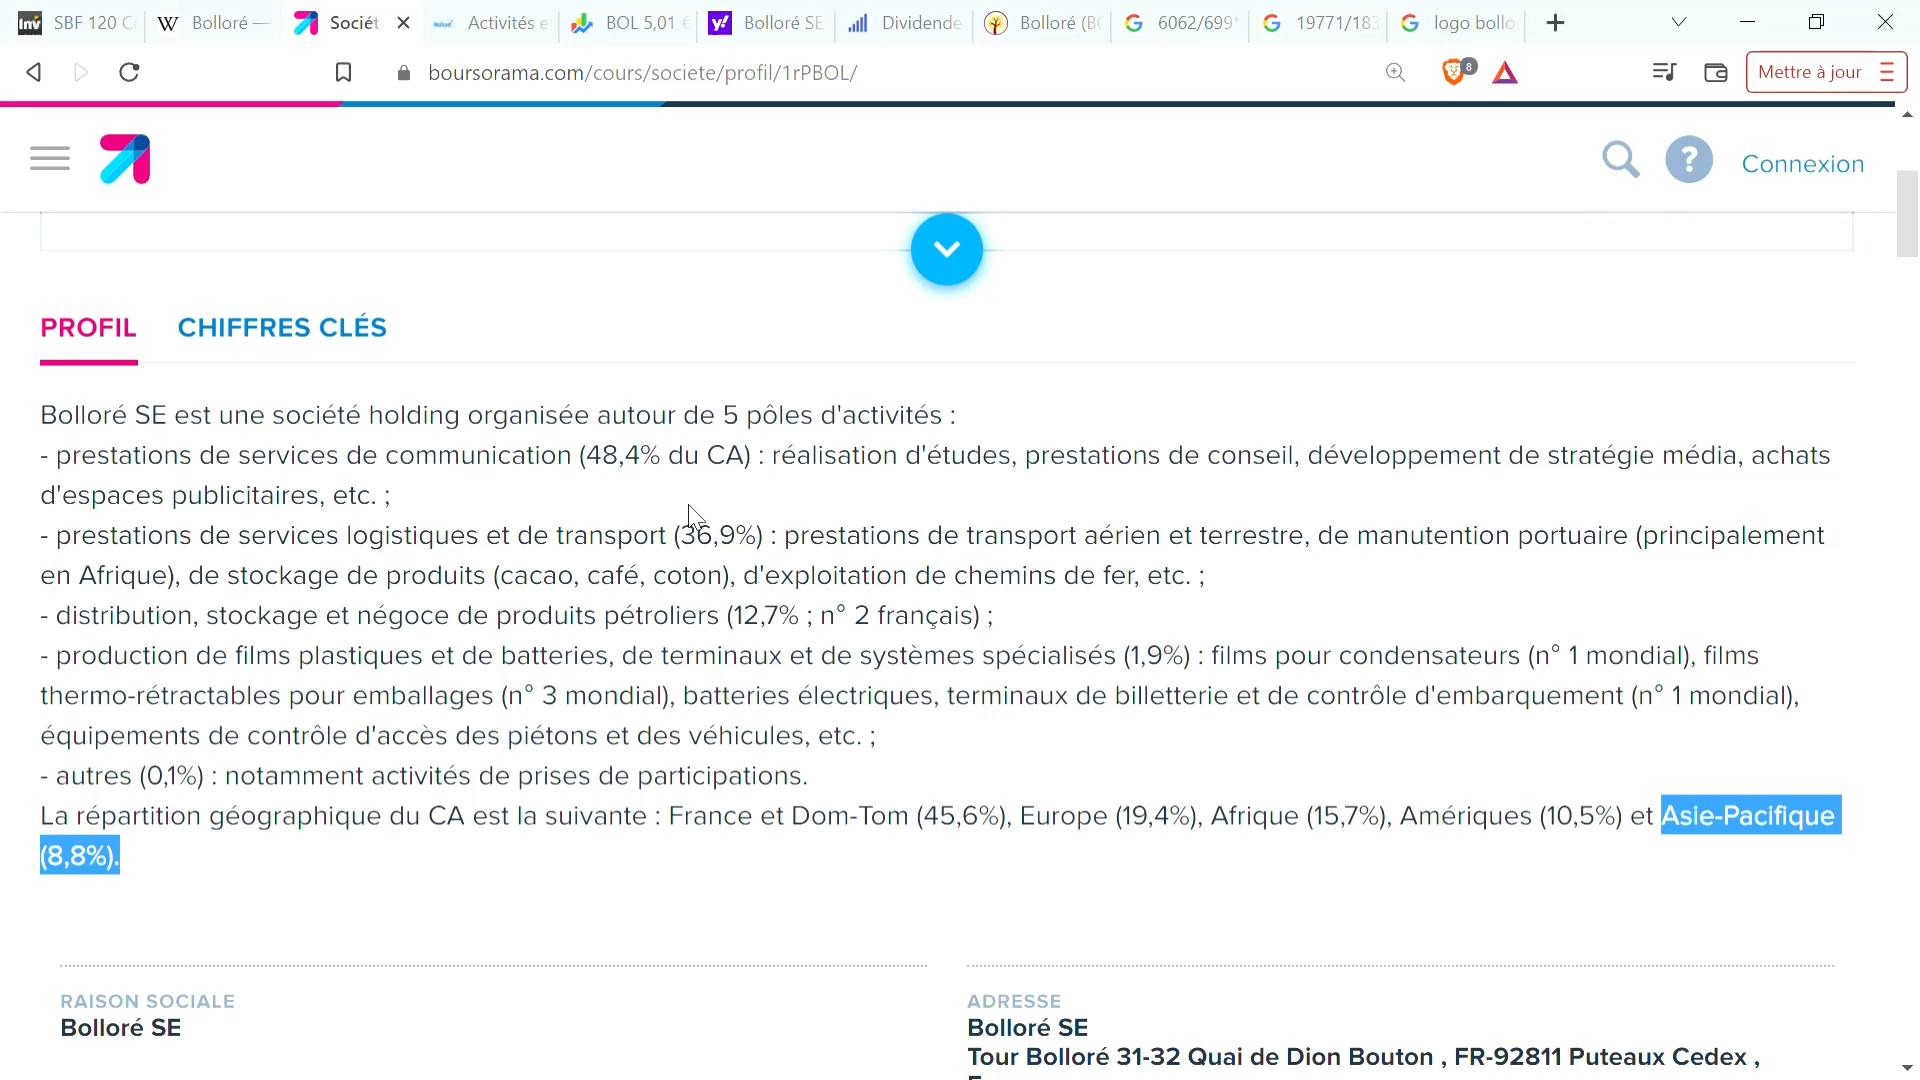 SBF 120 C
Bolloré —
Sociét
Activités e
BOL 5,01 €
Bolloré SE
Dividende
Bolloré (BO
6062/699*
19771/183
logo bollo
boursorama.com/cours/societe/profil/1rPBOL/
8
Mettre à jour
?
Connexion
PROFIL CHIFFRES CLÉS
Bolloré SE est une société holding organisée autour de 5 pôles d'activités :
- prestations de services de communication (48,4% du CA) : réalisation d'études, prestations de conseil, développement de stratégie média, achats
d'espaces publicitaires, etc. ;
- prestations de services logistiques et de transport (36,9%) : prestations de transport aérien et terrestre, de manutention portuaire (principalement
en Afrique), de stockage de produits (cacao, café, coton), d'exploitation de chemins de fer, etc. ;
- distribution, stockage et négoce de produits pétroliers (12,7% ; n° 2 français) ;
- production de films plastiques et de batteries, de terminaux et de systèmes spécialisés (1,9%) : films pour condensateurs (n° 1 mondial), films
thermo-rétractables pour emballages (n° 3 mondial), batteries électriques, terminaux de billetterie et de contrôle d'embarquement (n° 1 mondial),
équipements de contrôle d'accès des piétons et des véhicules, etc. ;
- autres (0,1%) : notamment activités de prises de participations.
La répartition géographique du CA est la suivante : France et Dom-Tom (45,6%), Europe (19,4%), Afrique (15,7%), Amériques (10,5%) et Asie-Pacifique
(8,8%).
RAISON SOCIALE
Bolloré SE
ADRESSE
Bolloré SE
Tour Bolloré 31-32 Quai de Dion Bouton , FR-92811 Puteaux Cedex ,